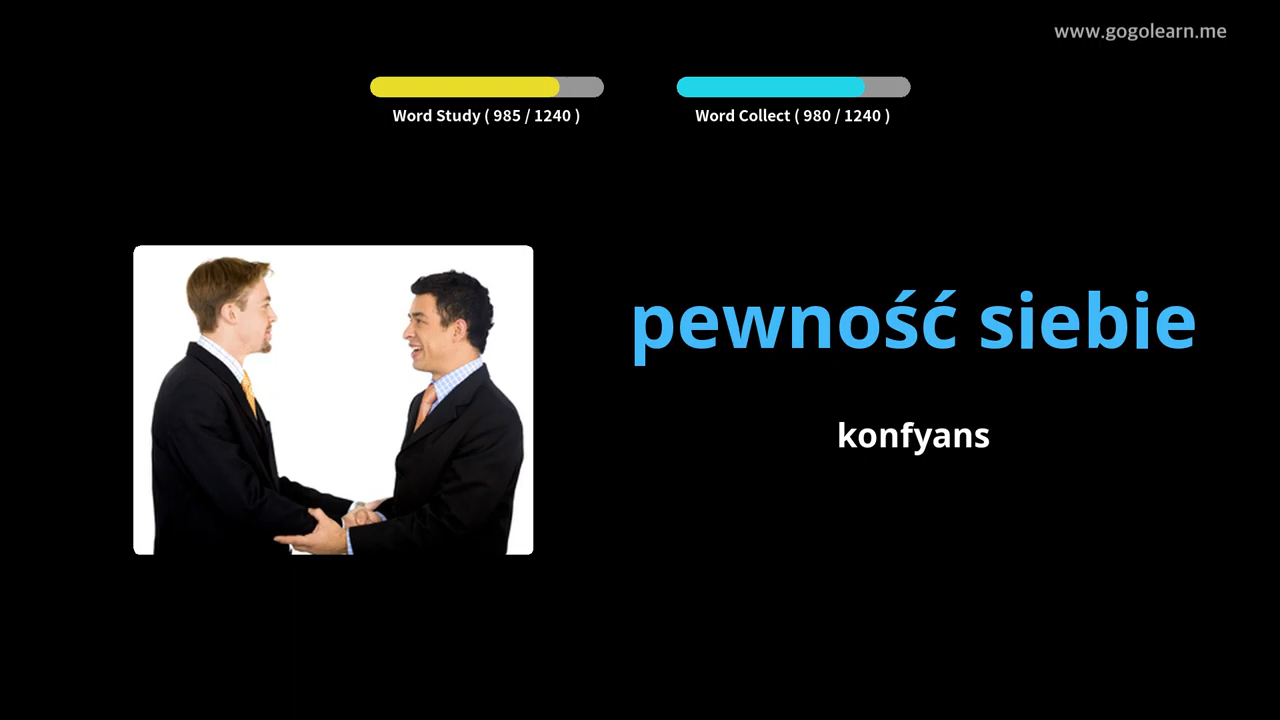 www.gogolearn.me
Word Study ( 985 / 1240 )
Word Collect ( 980 / 1240 )
pewność siebie
konfyans